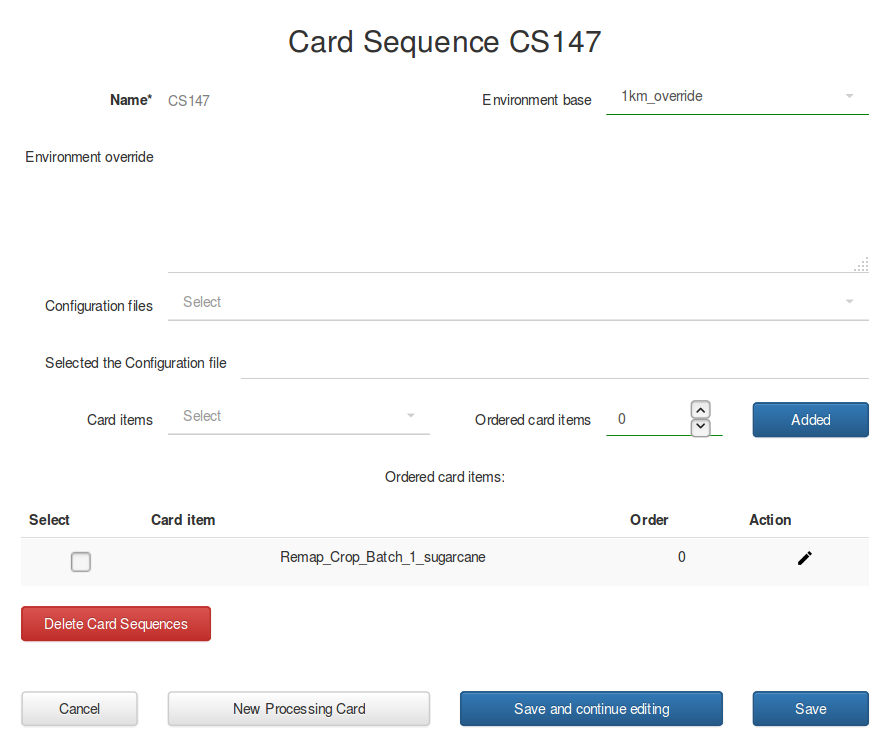 Card Sequence CS147
Name* CS147 Environment base 1km_override
Environment override
Configuration files Select
Selected the Configuration file
Card items Select Ordered card items 0 Added
Ordered card items:
Select Card item Order Action
Remap_Crop_Batch_1_sugarcane 0
Delete Card Sequences
Cancel New Processing Card Save and continue editing Save